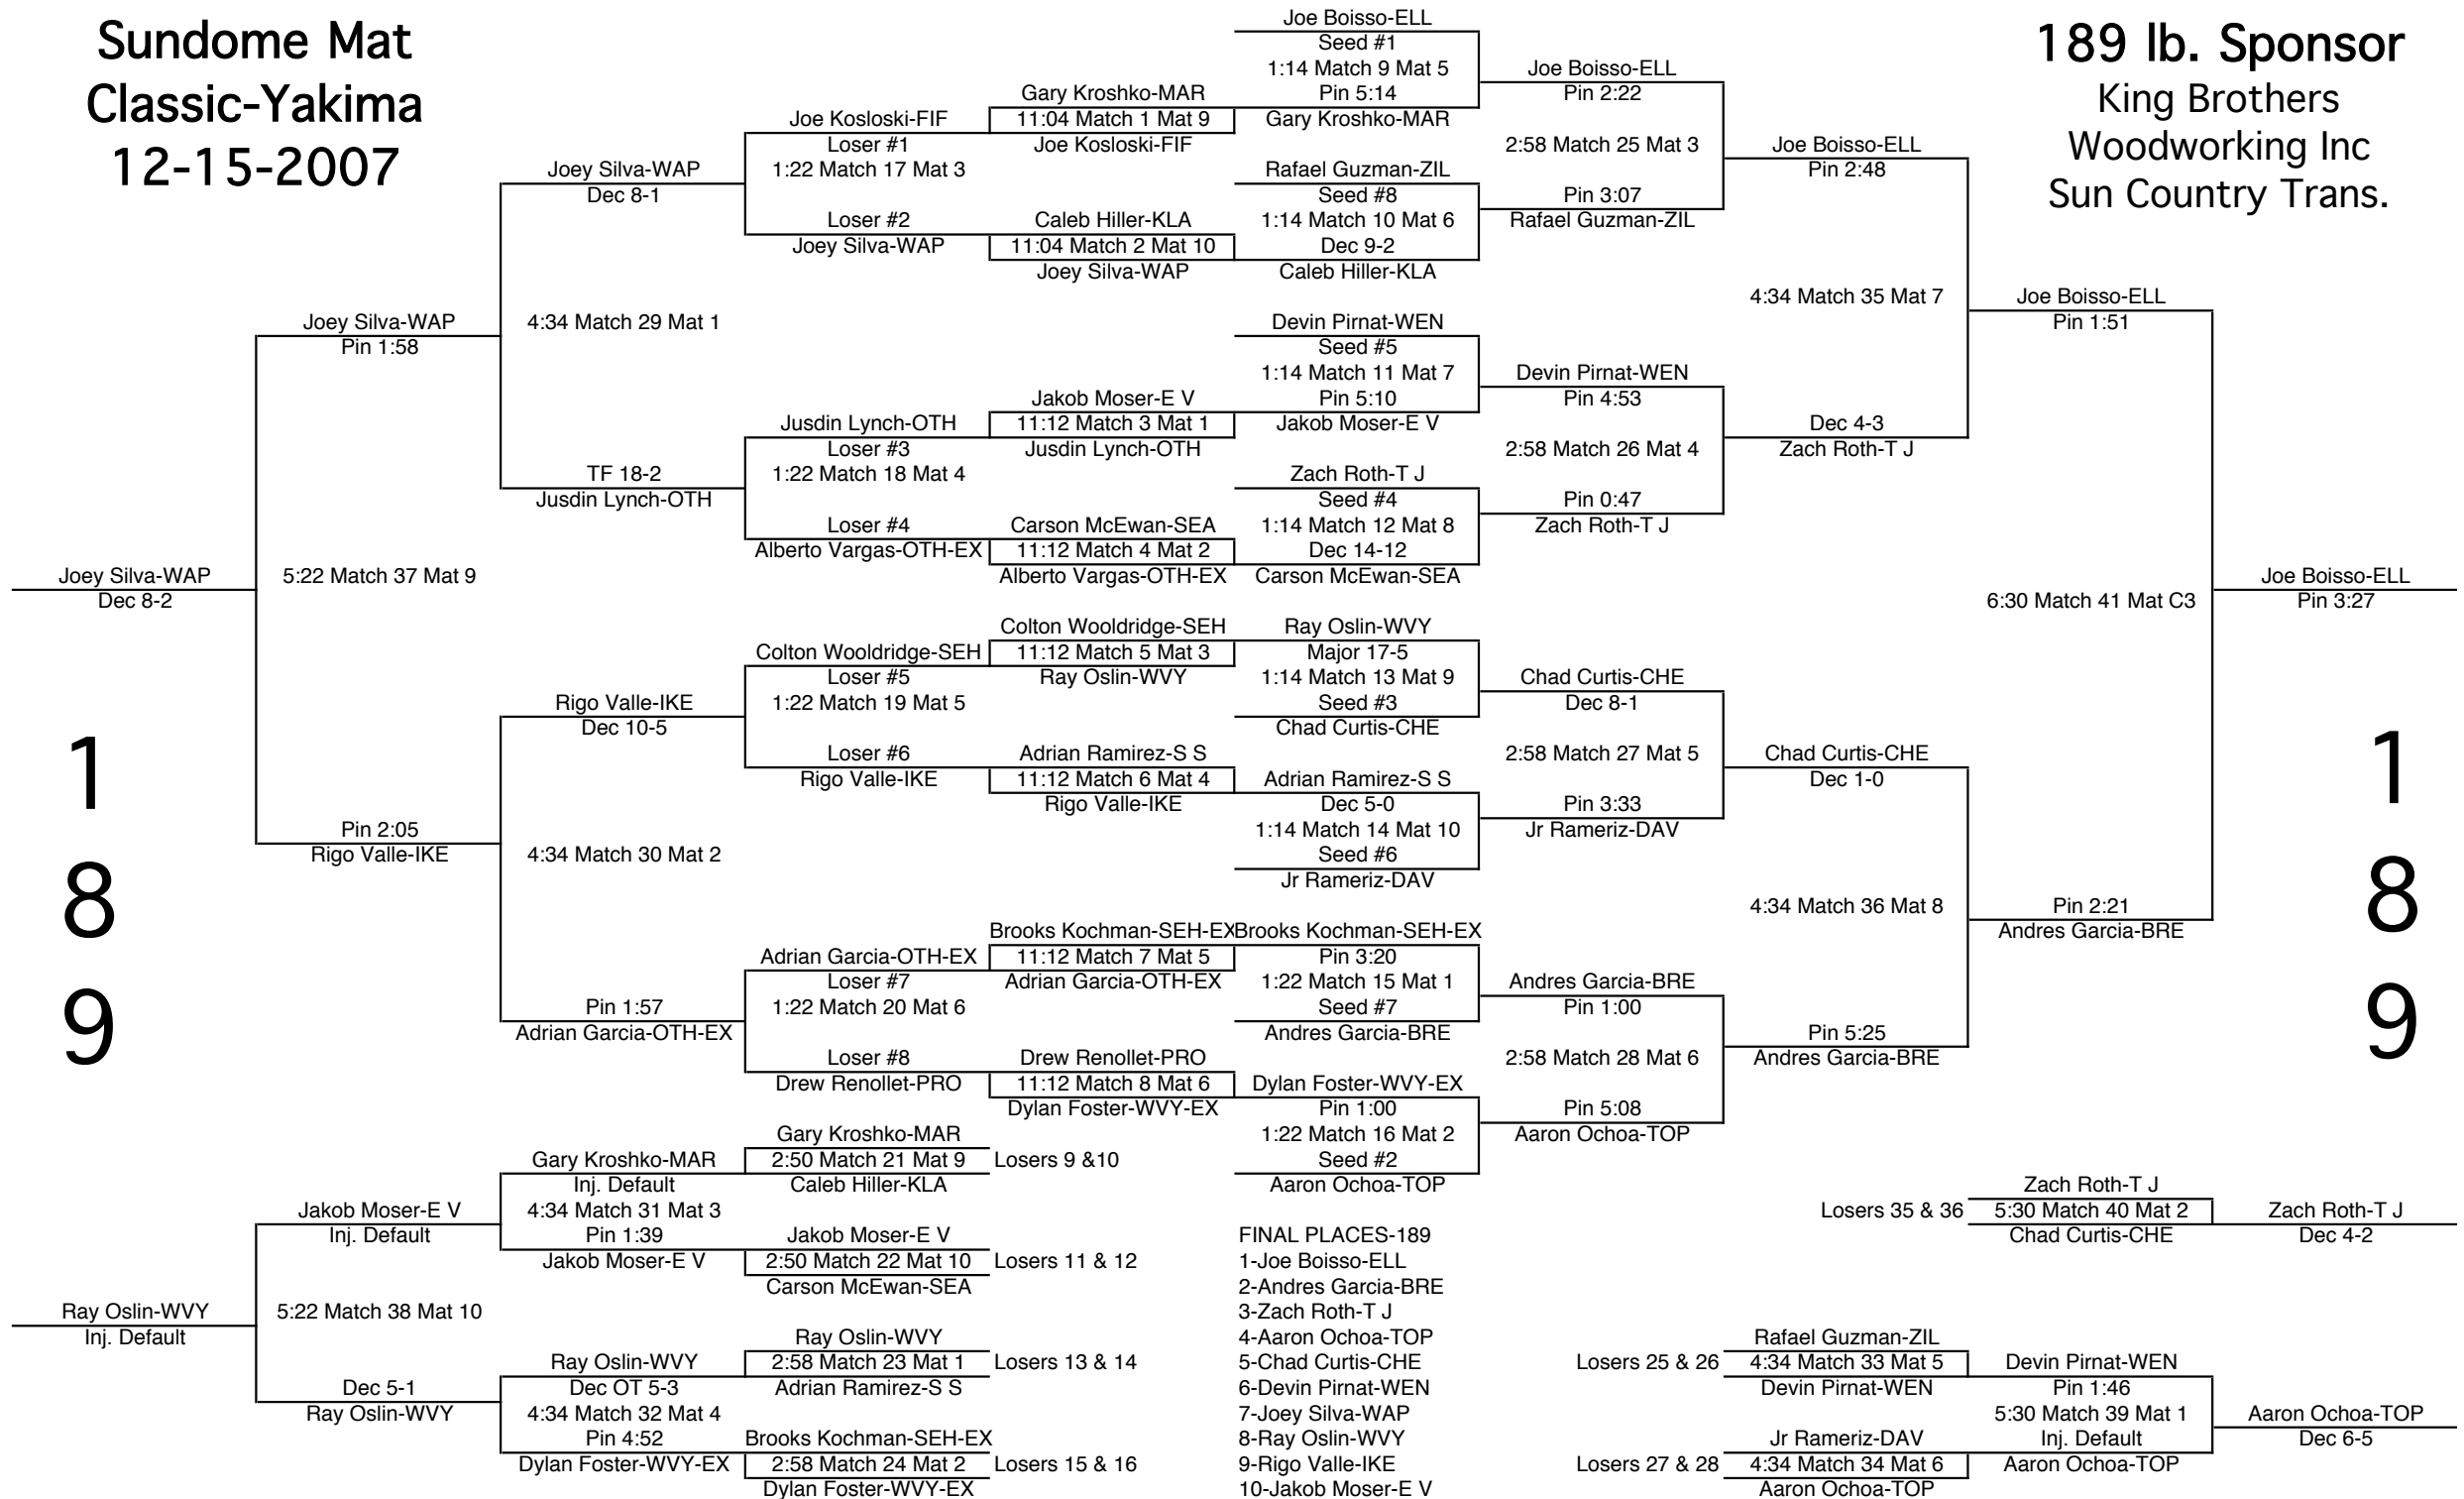 Sundome Mat
Classic-Yakima
12-15-2007
189 lb. Sponsor
King Brothers
Woodworking Inc
Sun Country Trans.
Joey Silva-WAP
Dec 8-2
Joey Silva-WAP
Pin 1:58
5:22 Match 37 Mat 9
Pin 2:05
Rigo Valle-IKE
Joey Silva-WAP
Dec 8-1
4:34 Match 29 Mat 1
TF 18-2
Jusdin Lynch-OTH
Rigo Valle-IKE
Dec 10-5
4:34 Match 30 Mat 2
Pin 1:57
Adrian Garcia-OTH-EX
Joe Kosloski-FIF
Loser #1
1:22 Match 17 Mat 3
Loser #2
Joey Silva-WAP
Jusdin Lynch-OTH
Loser #3
1:22 Match 18 Mat 4
Loser #4
Alberto Vargas-OTH-EX
Colton Wooldridge-SEH
Loser #5
1:22 Match 19 Mat 5
Loser #6
Rigo Valle-IKE
Adrian Garcia-OTH-EX
Loser #7
1:22 Match 20 Mat 6
Loser #8
Drew Renollet-PRO
Gary Kroshko-MAR
11:04 Match 1 Mat 9
Joe Kosloski-FIF
Caleb Hiller-KLA
11:04 Match 2 Mat 10
Joey Silva-WAP
Jakob Moser-E V
11:12 Match 3 Mat 1
Jusdin Lynch-OTH
Carson McEwan-SEA
11:12 Match 4 Mat 2
Alberto Vargas-OTH-EX
Colton Wooldridge-SEH
11:12 Match 5 Mat 3
Ray Oslin-WVY
Adrian Ramirez-S S
11:12 Match 6 Mat 4
Rigo Valle-IKE
Brooks Kochman-SEH-EX
11:12 Match 7 Mat 5
Adrian Garcia-OTH-EX
Drew Renollet-PRO
11:12 Match 8 Mat 6
Dylan Foster-WVY-EX
Joe Boisso-ELL
Seed #1
1:14 Match 9 Mat 5
Pin 5:14
Gary Kroshko-MAR
Rafael Guzman-ZIL
Seed #8
1:14 Match 10 Mat 6
Dec 9-2
Caleb Hiller-KLA
Devin Pirnat-WEN
Seed #5
1:14 Match 11 Mat 7
Pin 5:10
Jakob Moser-E V
Zach Roth-T J
Seed #4
1:14 Match 12 Mat 8
Dec 14-12
Carson McEwan-SEA
Ray Oslin-WVY
Major 17-5
1:14 Match 13 Mat 9
Seed #3
Chad Curtis-CHE
Adrian Ramirez-S S
Dec 5-0
1:14 Match 14 Mat 10
Seed #6
Jr Rameriz-DAV
Brooks Kochman-SEH-EX
Pin 3:20
1:22 Match 15 Mat 1
Seed #7
Andres Garcia-BRE
Dylan Foster-WVY-EX
Pin 1:00
1:22 Match 16 Mat 2
Seed #2
Aaron Ochoa-TOP
Joe Boisso-ELL
Pin 2:22
2:58 Match 25 Mat 3
Pin 3:07
Rafael Guzman-ZIL
Devin Pirnat-WEN
Pin 4:53
2:58 Match 26 Mat 4
Pin 0:47
Zach Roth-T J
Chad Curtis-CHE
Dec 8-1
2:58 Match 27 Mat 5
Pin 3:33
Jr Rameriz-DAV
Andres Garcia-BRE
Pin 1:00
2:58 Match 28 Mat 6
Pin 5:08
Aaron Ochoa-TOP
Joe Boisso-ELL
Pin 2:48
4:34 Match 35 Mat 7
Dec 4-3
Zach Roth-T J
Chad Curtis-CHE
Dec 1-0
4:34 Match 36 Mat 8
Pin 5:25
Andres Garcia-BRE
Joe Boisso-ELL
Pin 1:51
6:30 Match 41 Mat C3
Pin 2:21
Andres Garcia-BRE
Joe Boisso-ELL
Pin 3:27
1
8
9
1
8
9
Ray Oslin-WVY
Inj. Default
Jakob Moser-E V
Inj. Default
5:22 Match 38 Mat 10
Dec 5-1
Ray Oslin-WVY
Gary Kroshko-MAR
Inj. Default
4:34 Match 31 Mat 3
Pin 1:39
Jakob Moser-E V
Ray Oslin-WVY
Dec OT 5-3
4:34 Match 32 Mat 4
Pin 4:52
Dylan Foster-WVY-EX
Gary Kroshko-MAR
2:50 Match 21 Mat 9
Losers 9 &10
Caleb Hiller-KLA
Jakob Moser-E V
2:50 Match 22 Mat 10
Losers 11 & 12
Carson McEwan-SEA
Ray Oslin-WVY
2:58 Match 23 Mat 1
Losers 13 & 14
Adrian Ramirez-S S
Brooks Kochman-SEH-EX
2:58 Match 24 Mat 2
Losers 15 & 16
Dylan Foster-WVY-EX
FINAL PLACES-189
1-Joe Boisso-ELL
2-Andres Garcia-BRE
3-Zach Roth-T J
4-Aaron Ochoa-TOP
5-Chad Curtis-CHE
6-Devin Pirnat-WEN
7-Joey Silva-WAP
8-Ray Oslin-WVY
9-Rigo Valle-IKE
10-Jakob Moser-E V
Zach Roth-T J
Losers 35 & 36
5:30 Match 40 Mat 2
Chad Curtis-CHE
Zach Roth-T J
Dec 4-2
Rafael Guzman-ZIL
Losers 25 & 26
4:34 Match 33 Mat 5
Devin Pirnat-WEN
Jr Rameriz-DAV
Losers 27 & 28
4:34 Match 34 Mat 6
Aaron Ochoa-TOP
Devin Pirnat-WEN
Pin 1:46
5:30 Match 39 Mat 1
Inj. Default
Aaron Ochoa-TOP
Aaron Ochoa-TOP
Dec 6-5